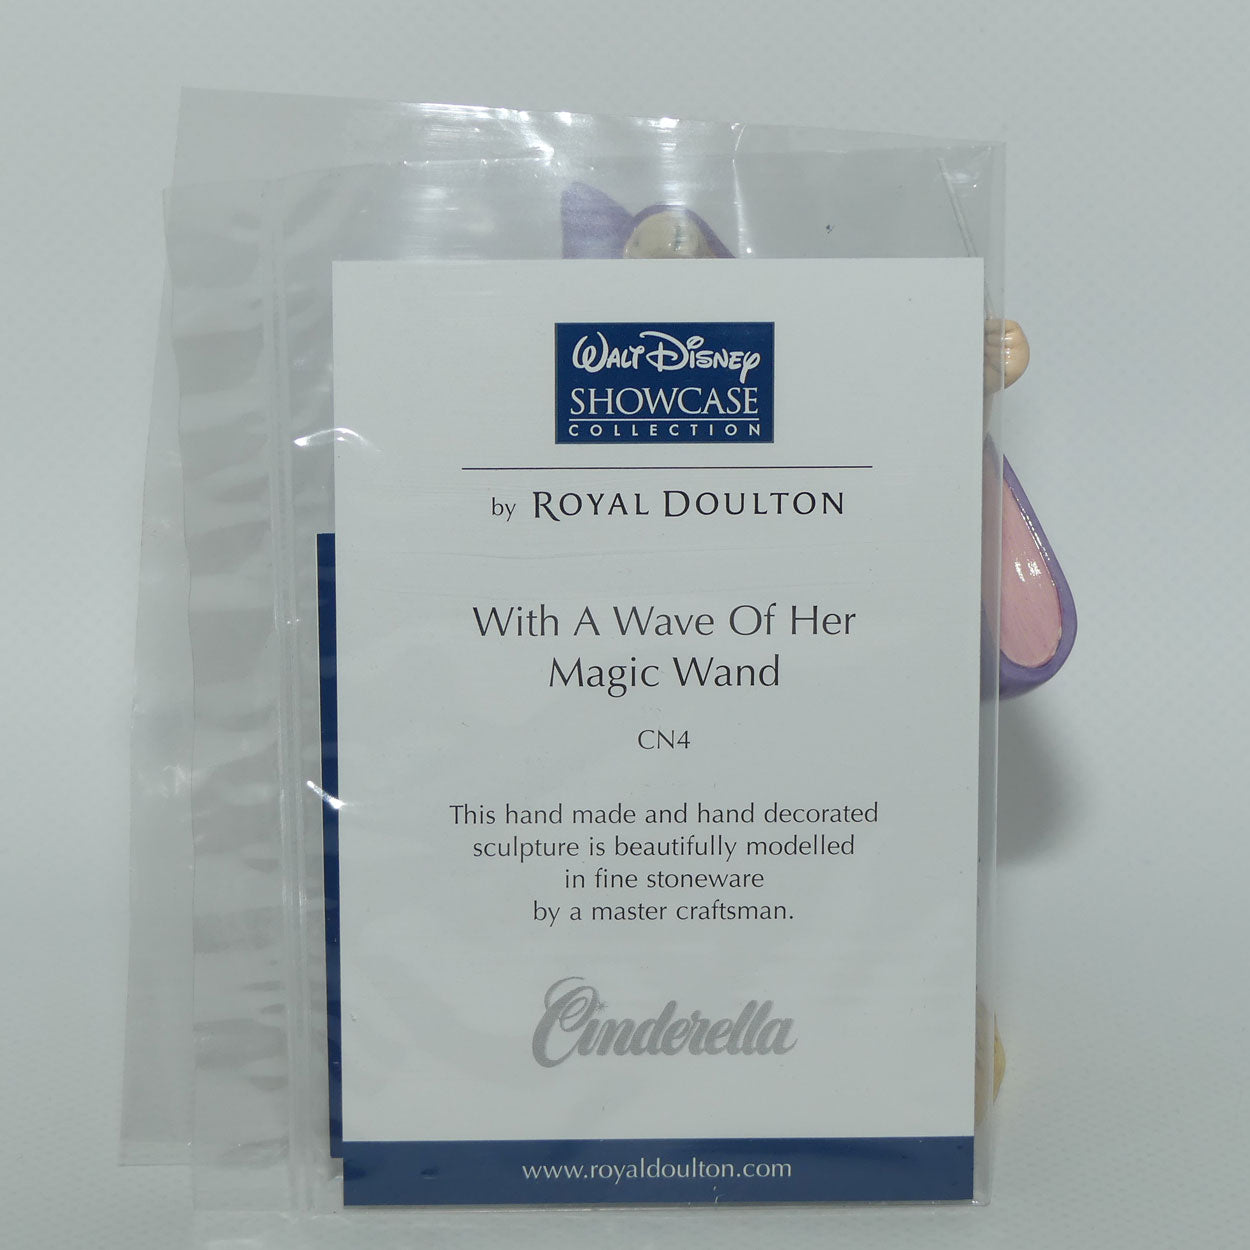 WALT DISNEY
SHOWCASE
COLLECTION
by ROYAL DOULTON
With A Wave Of Her
Magic Wand
CN4
This hand made and hand decorated
sculpture is beautifully modelled
in fine stoneware
by a master craftsman.
Cinderella
www.royaldoulton.com